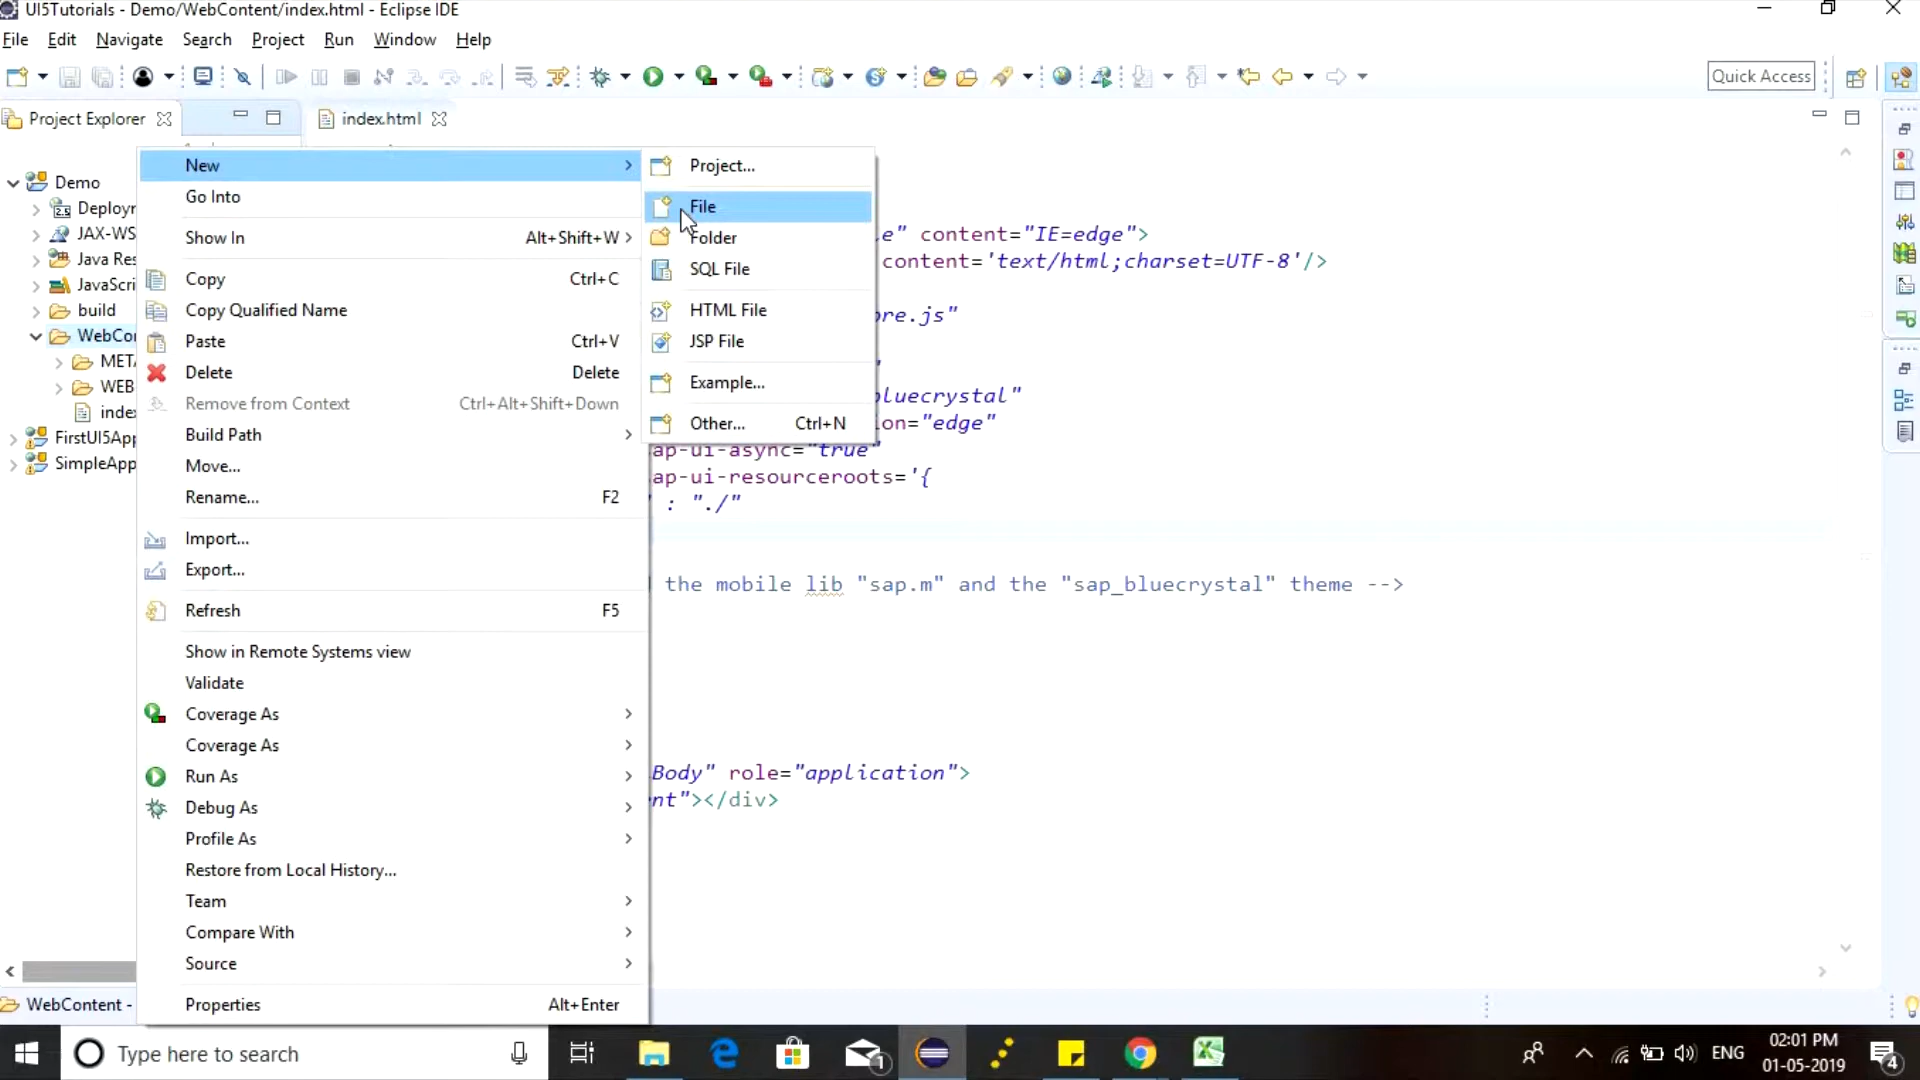 UI5Tutorials - Demo/WebContent/index.html - Eclipse IDE
File Edit Navigate Search Project Run Window Help
Quick Access
Project Explorer
index.html
New
Project...
Demo
Go Into
File
Deployr
JAX-WS
Show In Alt+Shift+W
Folder
e" content="IE=edge">
Java Res
Copy Ctrl+C
SQL File
content='text/html;charset=UTF-8'/>
JavaScri
build
Copy Qualified Name
HTML File
re.js"
WebCor
Paste Ctrl+V
JSP File
META
Delete Delete
Example...
WEB
Remove from Context Ctrl+Alt+Shift+Down
luecrystal"
index
Build Path
Other... Ctrl+N
ion="edge"
FirstUI5App
ap-ui-async="true"
SimpleApp
Move...
ap-ui-resourceroots='{
Rename... F2
" : "./"
Import...
Export...
the mobile lib "sap.m" and the "sap_bluecrystal" theme -->
Refresh F5
Show in Remote Systems view
Validate
Coverage As
Coverage As
Run As
Body" role="application">
Debug As
nt"></div>
Profile As
Restore from Local History...
Team
Compare With
Source
WebContent -
Properties Alt+Enter
Type here to search
1
ENG
02:01 PM
01-05-2019
4